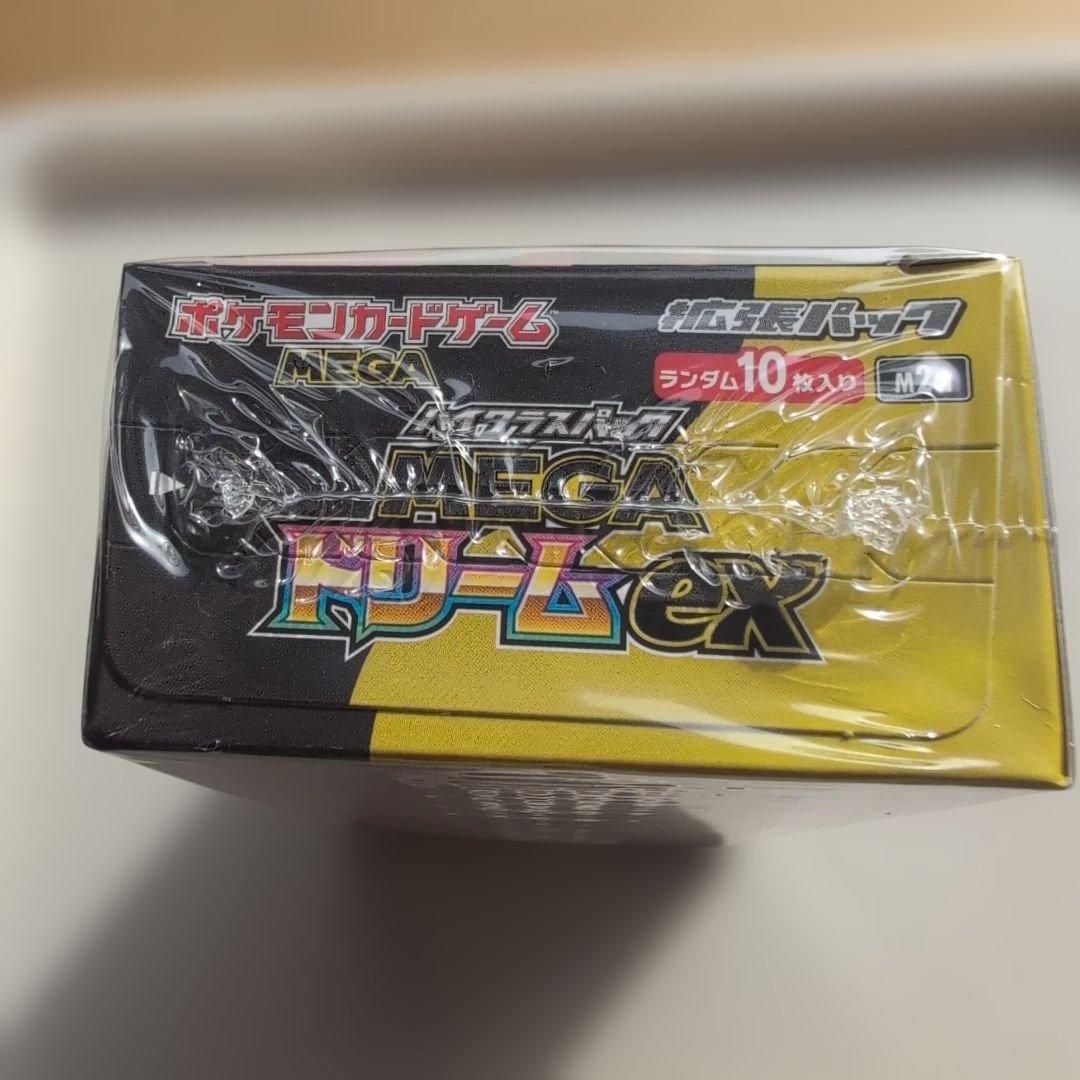 ポケモンカードゲーム™
MEGA
拡張パック
ランダム10枚入り
ハイクラスパック
MEGA
ドリームex